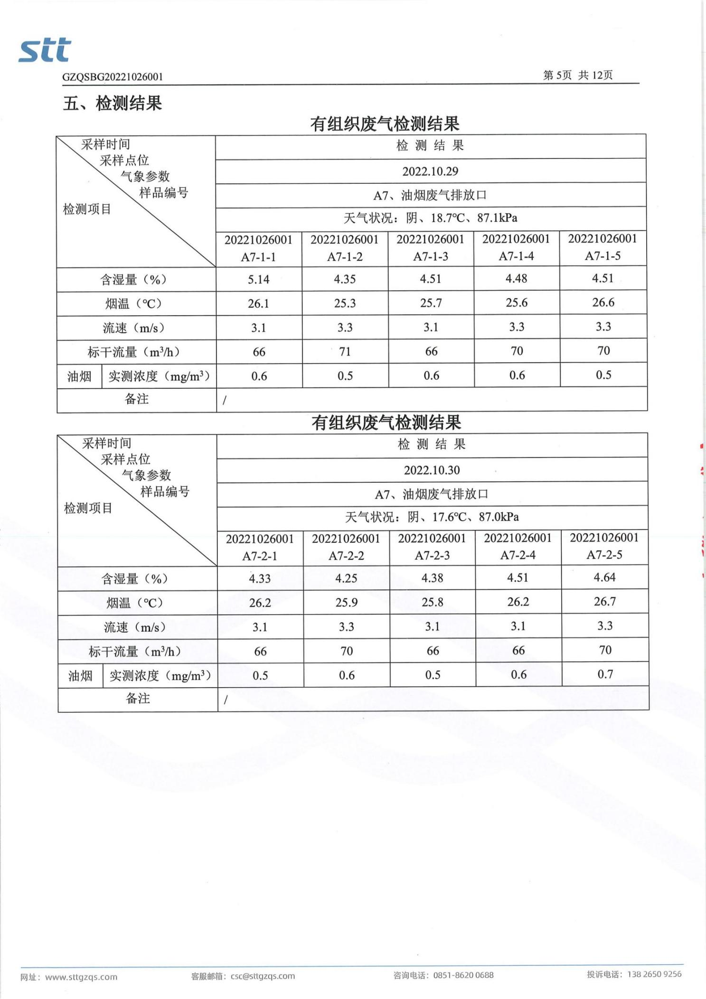 stt
GZQSBG20221026001 第 5页 共 12页
五、检测结果
有组织废气检测结果
采样时间
采样点位
气象参数
样品编号
检测项目
检 测 结 果
2022.10.29
A7、油烟废气排放口
天气状况：阴、18.7℃、87.1kPa
20221026001 20221026001 20221026001 20221026001 20221026001
A7-1-1 A7-1-2 A7-1-3 A7-1-4 A7-1-5
含湿量（%） 5.14 4.35 4.51 4.48 4.51
烟温（℃） 26.1 25.3 25.7 25.6 26.6
流速（m/s） 3.1 3.3 3.1 3.3 3.3
标干流量（m³/h） 66 71 66 70 70
油烟 实测浓度（mg/m³） 0.6 0.5 0.6 0.6 0.5
备注 /
有组织废气检测结果
采样时间
采样点位
气象参数
样品编号
检测项目
检 测 结 果
2022.10.30
A7、油烟废气排放口
天气状况：阴、17.6℃、87.0kPa
20221026001 20221026001 20221026001 20221026001 20221026001
A7-2-1 A7-2-2 A7-2-3 A7-2-4 A7-2-5
含湿量（%） 4.33 4.25 4.38 4.51 4.64
烟温（℃） 26.2 25.9 25.8 26.2 26.7
流速（m/s） 3.1 3.3 3.1 3.1 3.3
标干流量（m³/h） 66 70 66 66 70
油烟 实测浓度（mg/m³） 0.5 0.6 0.5 0.6 0.7
备注 /
网址：www.sttgzqs.com 客服邮箱：csc@sttgzqs.com 咨询电话：0851-8620 0688 投诉电话：138 2650 9256